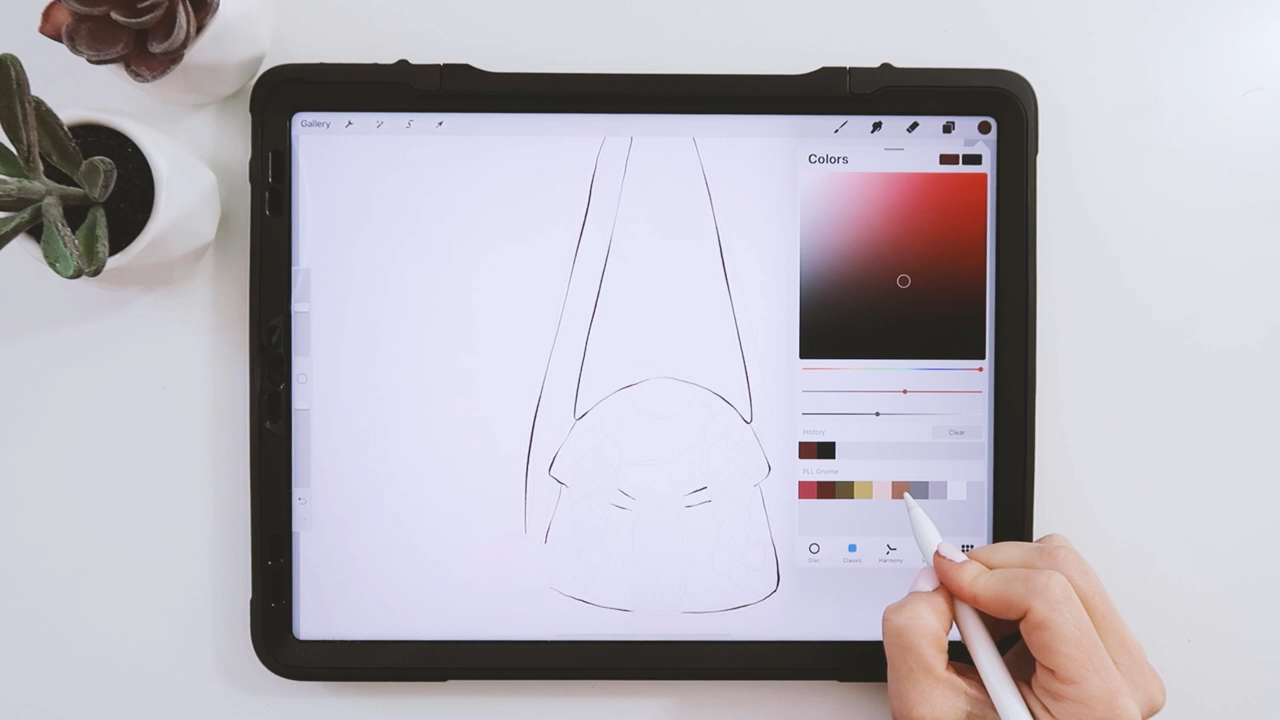 Gallery
S
Colors
History Clear
PLL Gnome
Disc Classic Harmony